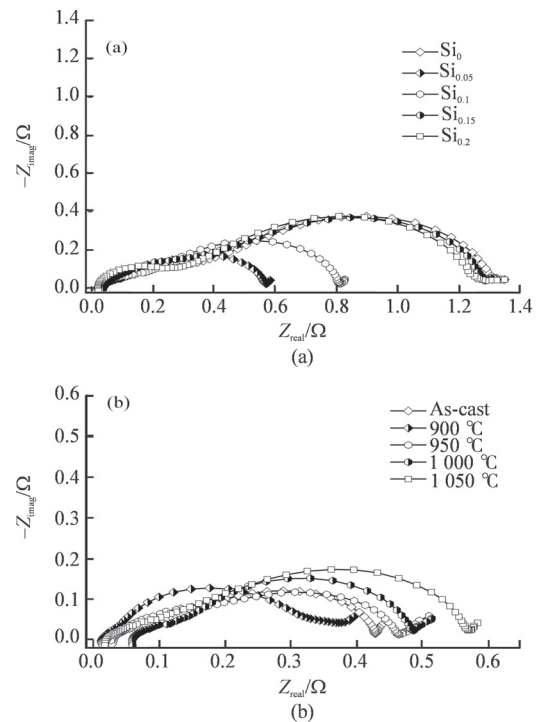 (a)
1.4
1.2
1.0
0.8
0.6
0.4
0.2
0.0
−Zimag/Ω
Si0
Si0.05
Si0.1
Si0.15
Si0.2
0.0 0.2 0.4 0.6 0.8 1.0 1.2 1.4
Zreal/Ω
(a)
(b)
0.6
0.5
0.4
0.3
0.2
0.1
0.0
−Zimag/Ω
As-cast
900 ℃
950 ℃
1 000 ℃
1 050 ℃
0.0 0.1 0.2 0.3 0.4 0.5 0.6
Zreal/Ω
(b)